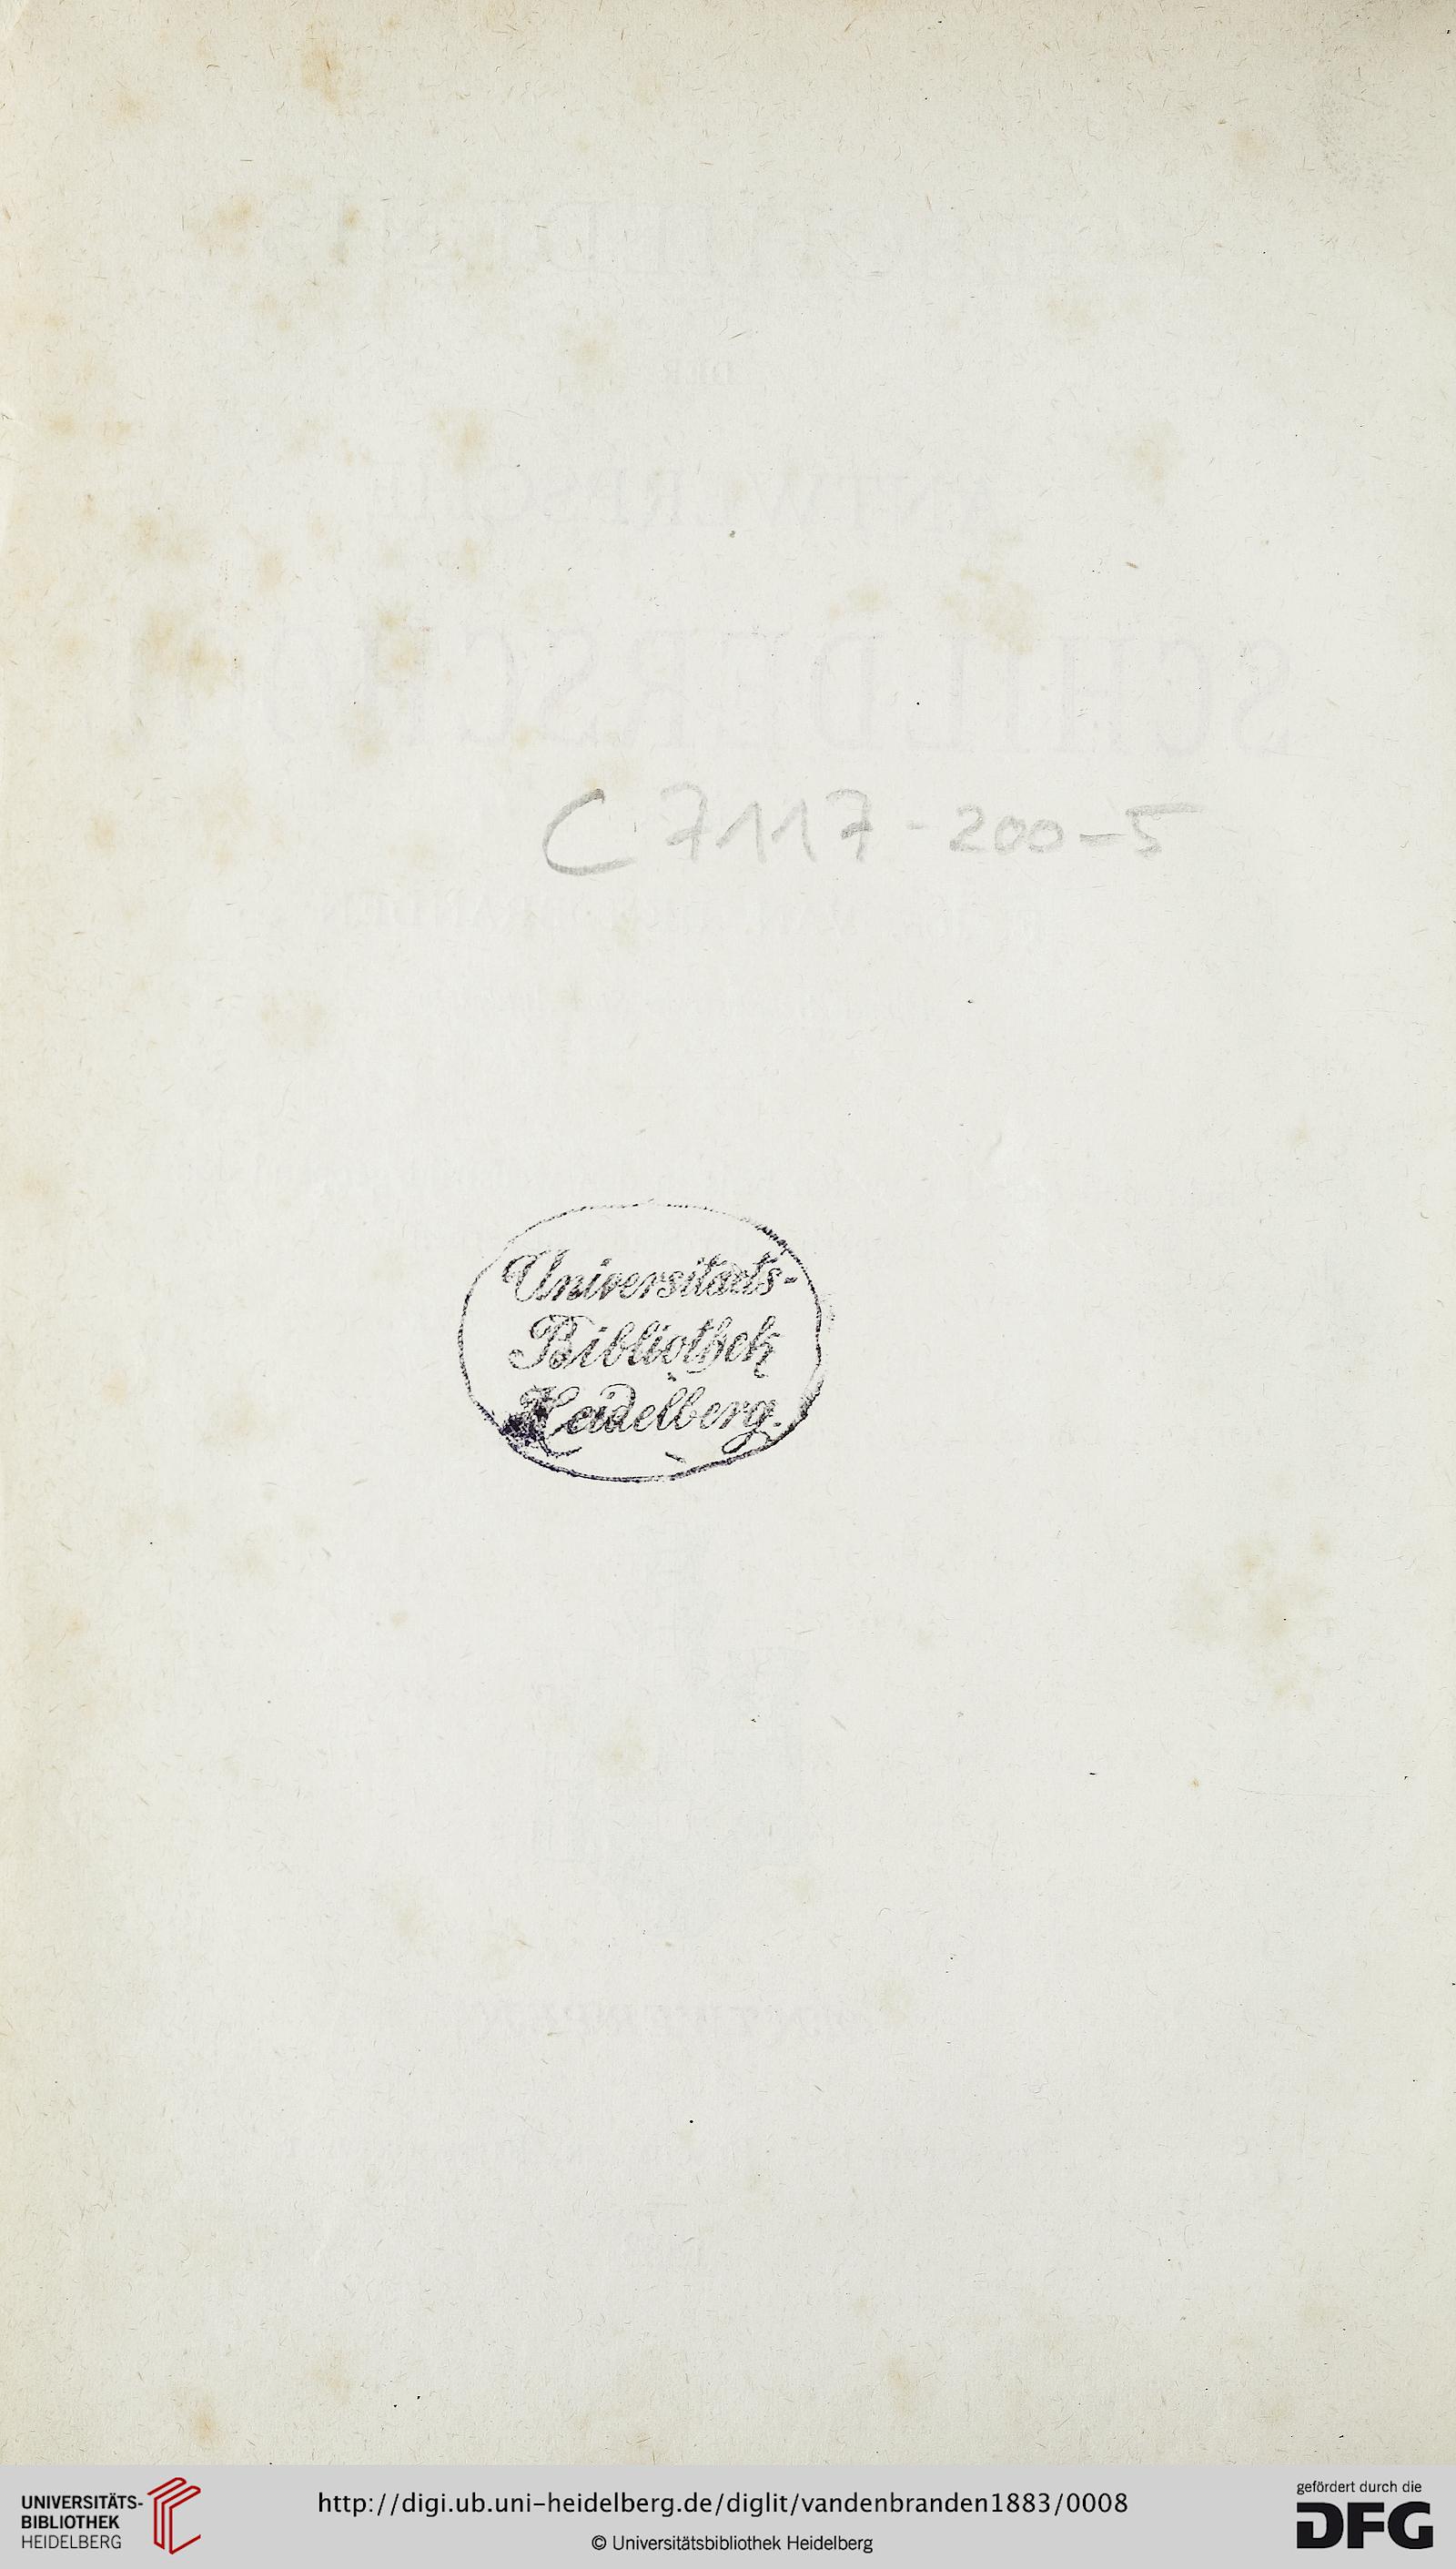 C 7117-200-5
Universitaets-
Bibliothek
Heidelberg.
UNIVERSITÄTS-
BIBLIOTHEK
HEIDELBERG
http://digi.ub.uni-heidelberg.de/diglit/vandenbranden1883/0008
© Universitätsbibliothek Heidelberg
gefördert durch die
DFG